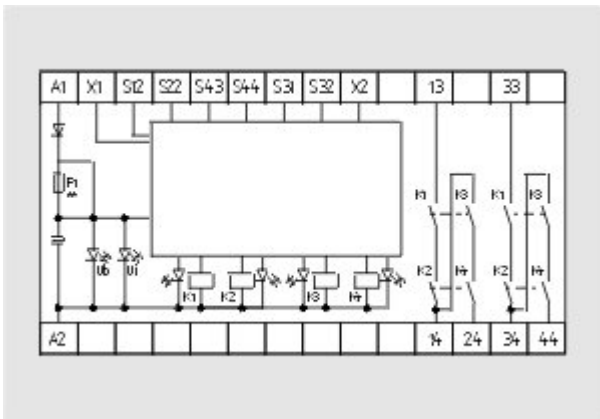 A1 X1 S12 S22 S43 S44 S31 S32 X2 13 33
F1
K1 K3 K1 K3
Ub Ui K1 K2 K3 K4 K2 K4 K2 K4
A2 14 24 34 44